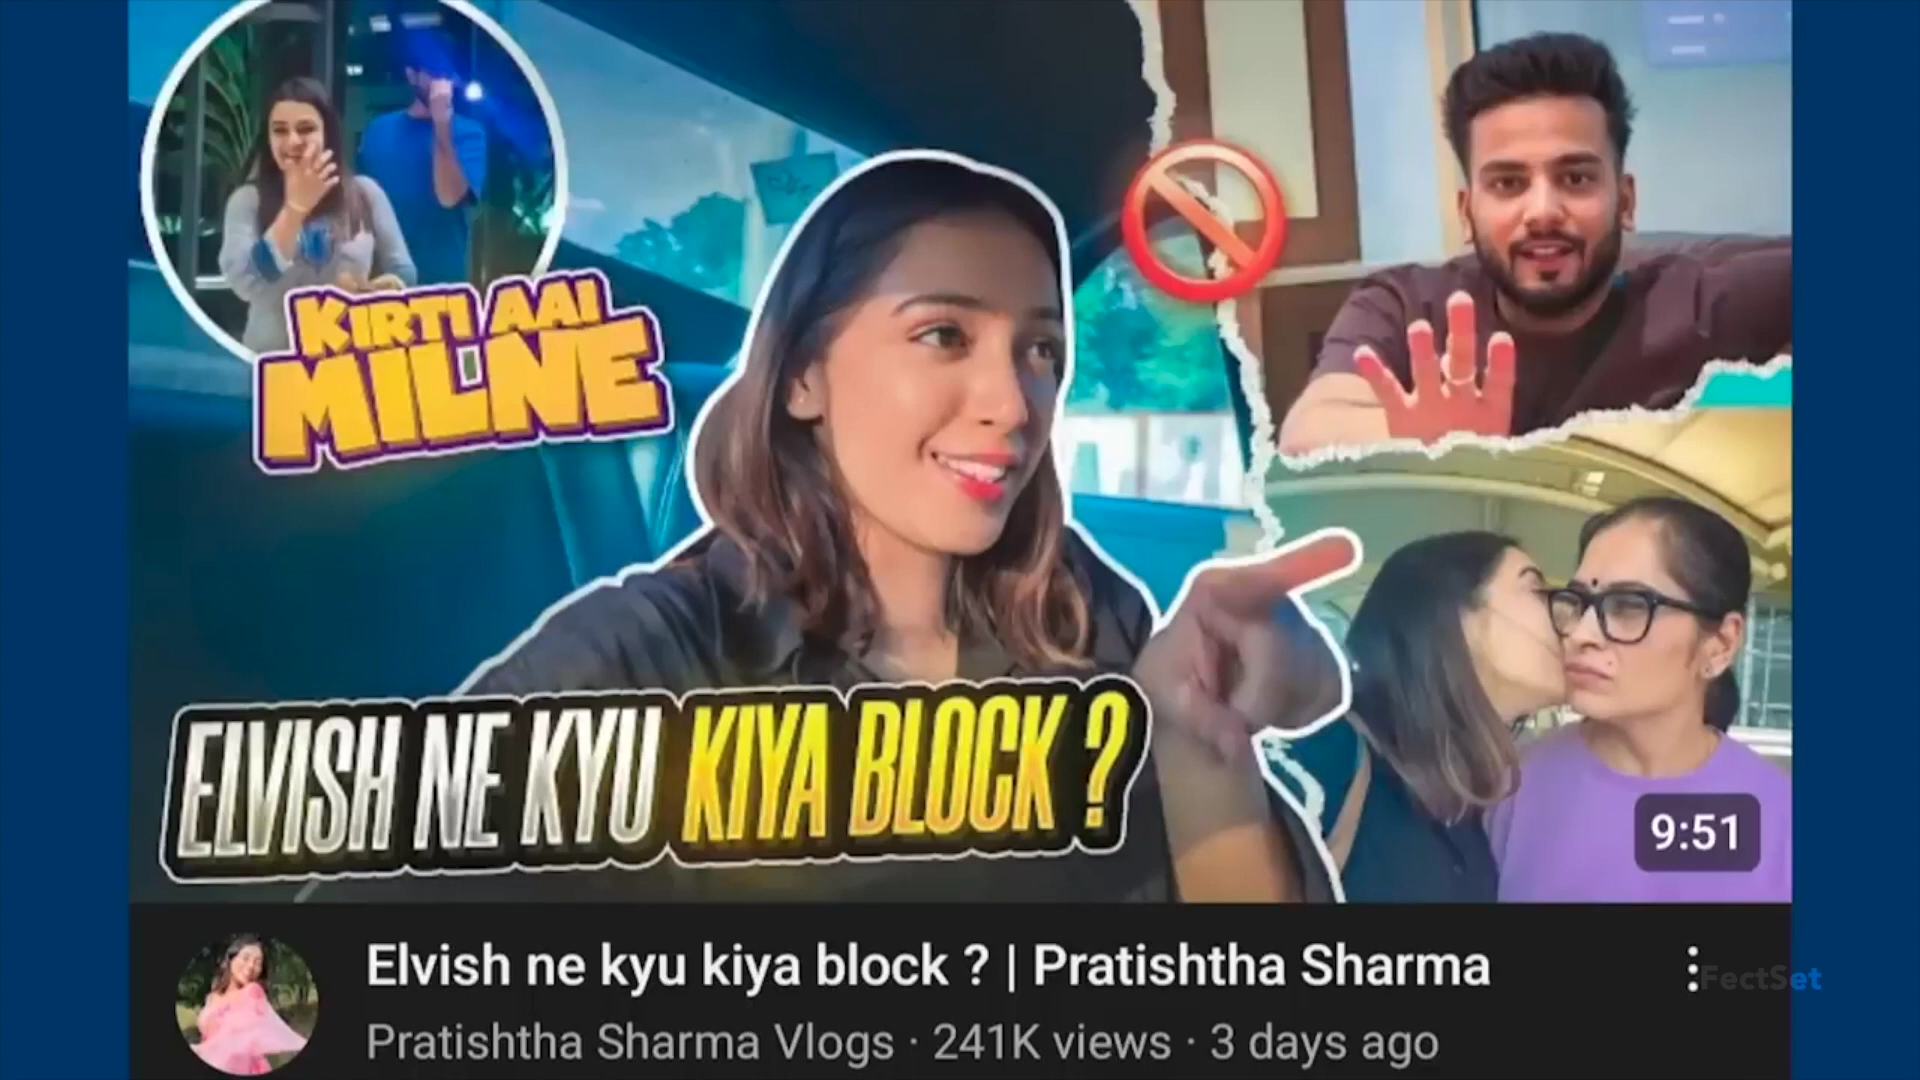 KIRTI AAI
MILNE
ELVISH NE KYU KIYA BLOCK ?
9:51
Elvish ne kyu kiya block ? | Pratishtha Sharma
FectSet
Pratishtha Sharma Vlogs · 241K views · 3 days ago